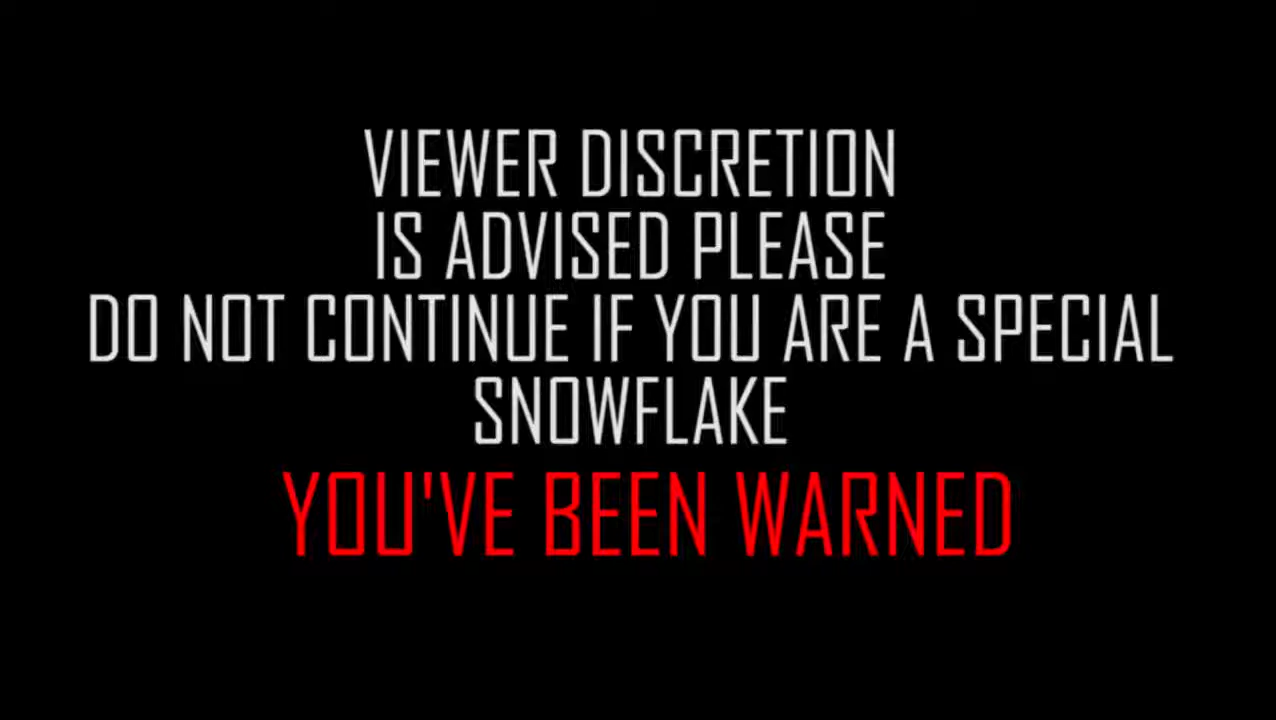 VIEWER DISCRETION
IS ADVISED PLEASE
DO NOT CONTINUE IF YOU ARE A SPECIAL
SNOWFLAKE
YOU'VE BEEN WARNED